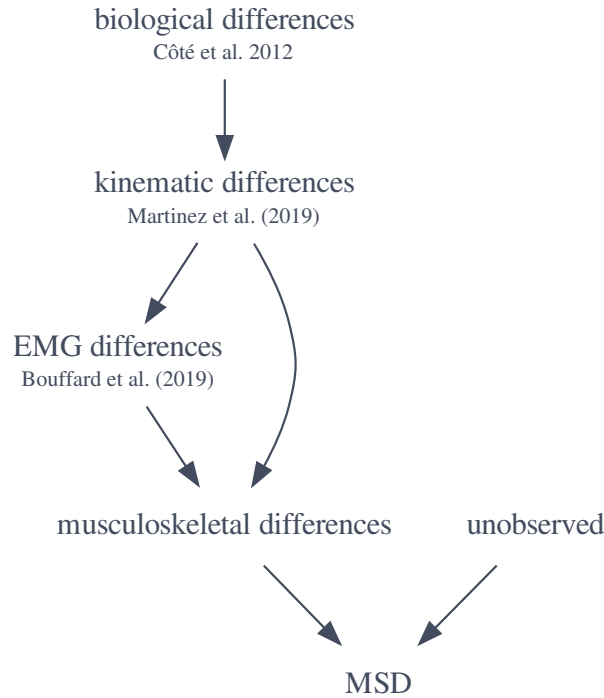 biological differences
Côté et al. 2012
kinematic differences
Martinez et al. (2019)
EMG differences
Bouffard et al. (2019)
musculoskeletal differences
unobserved
MSD